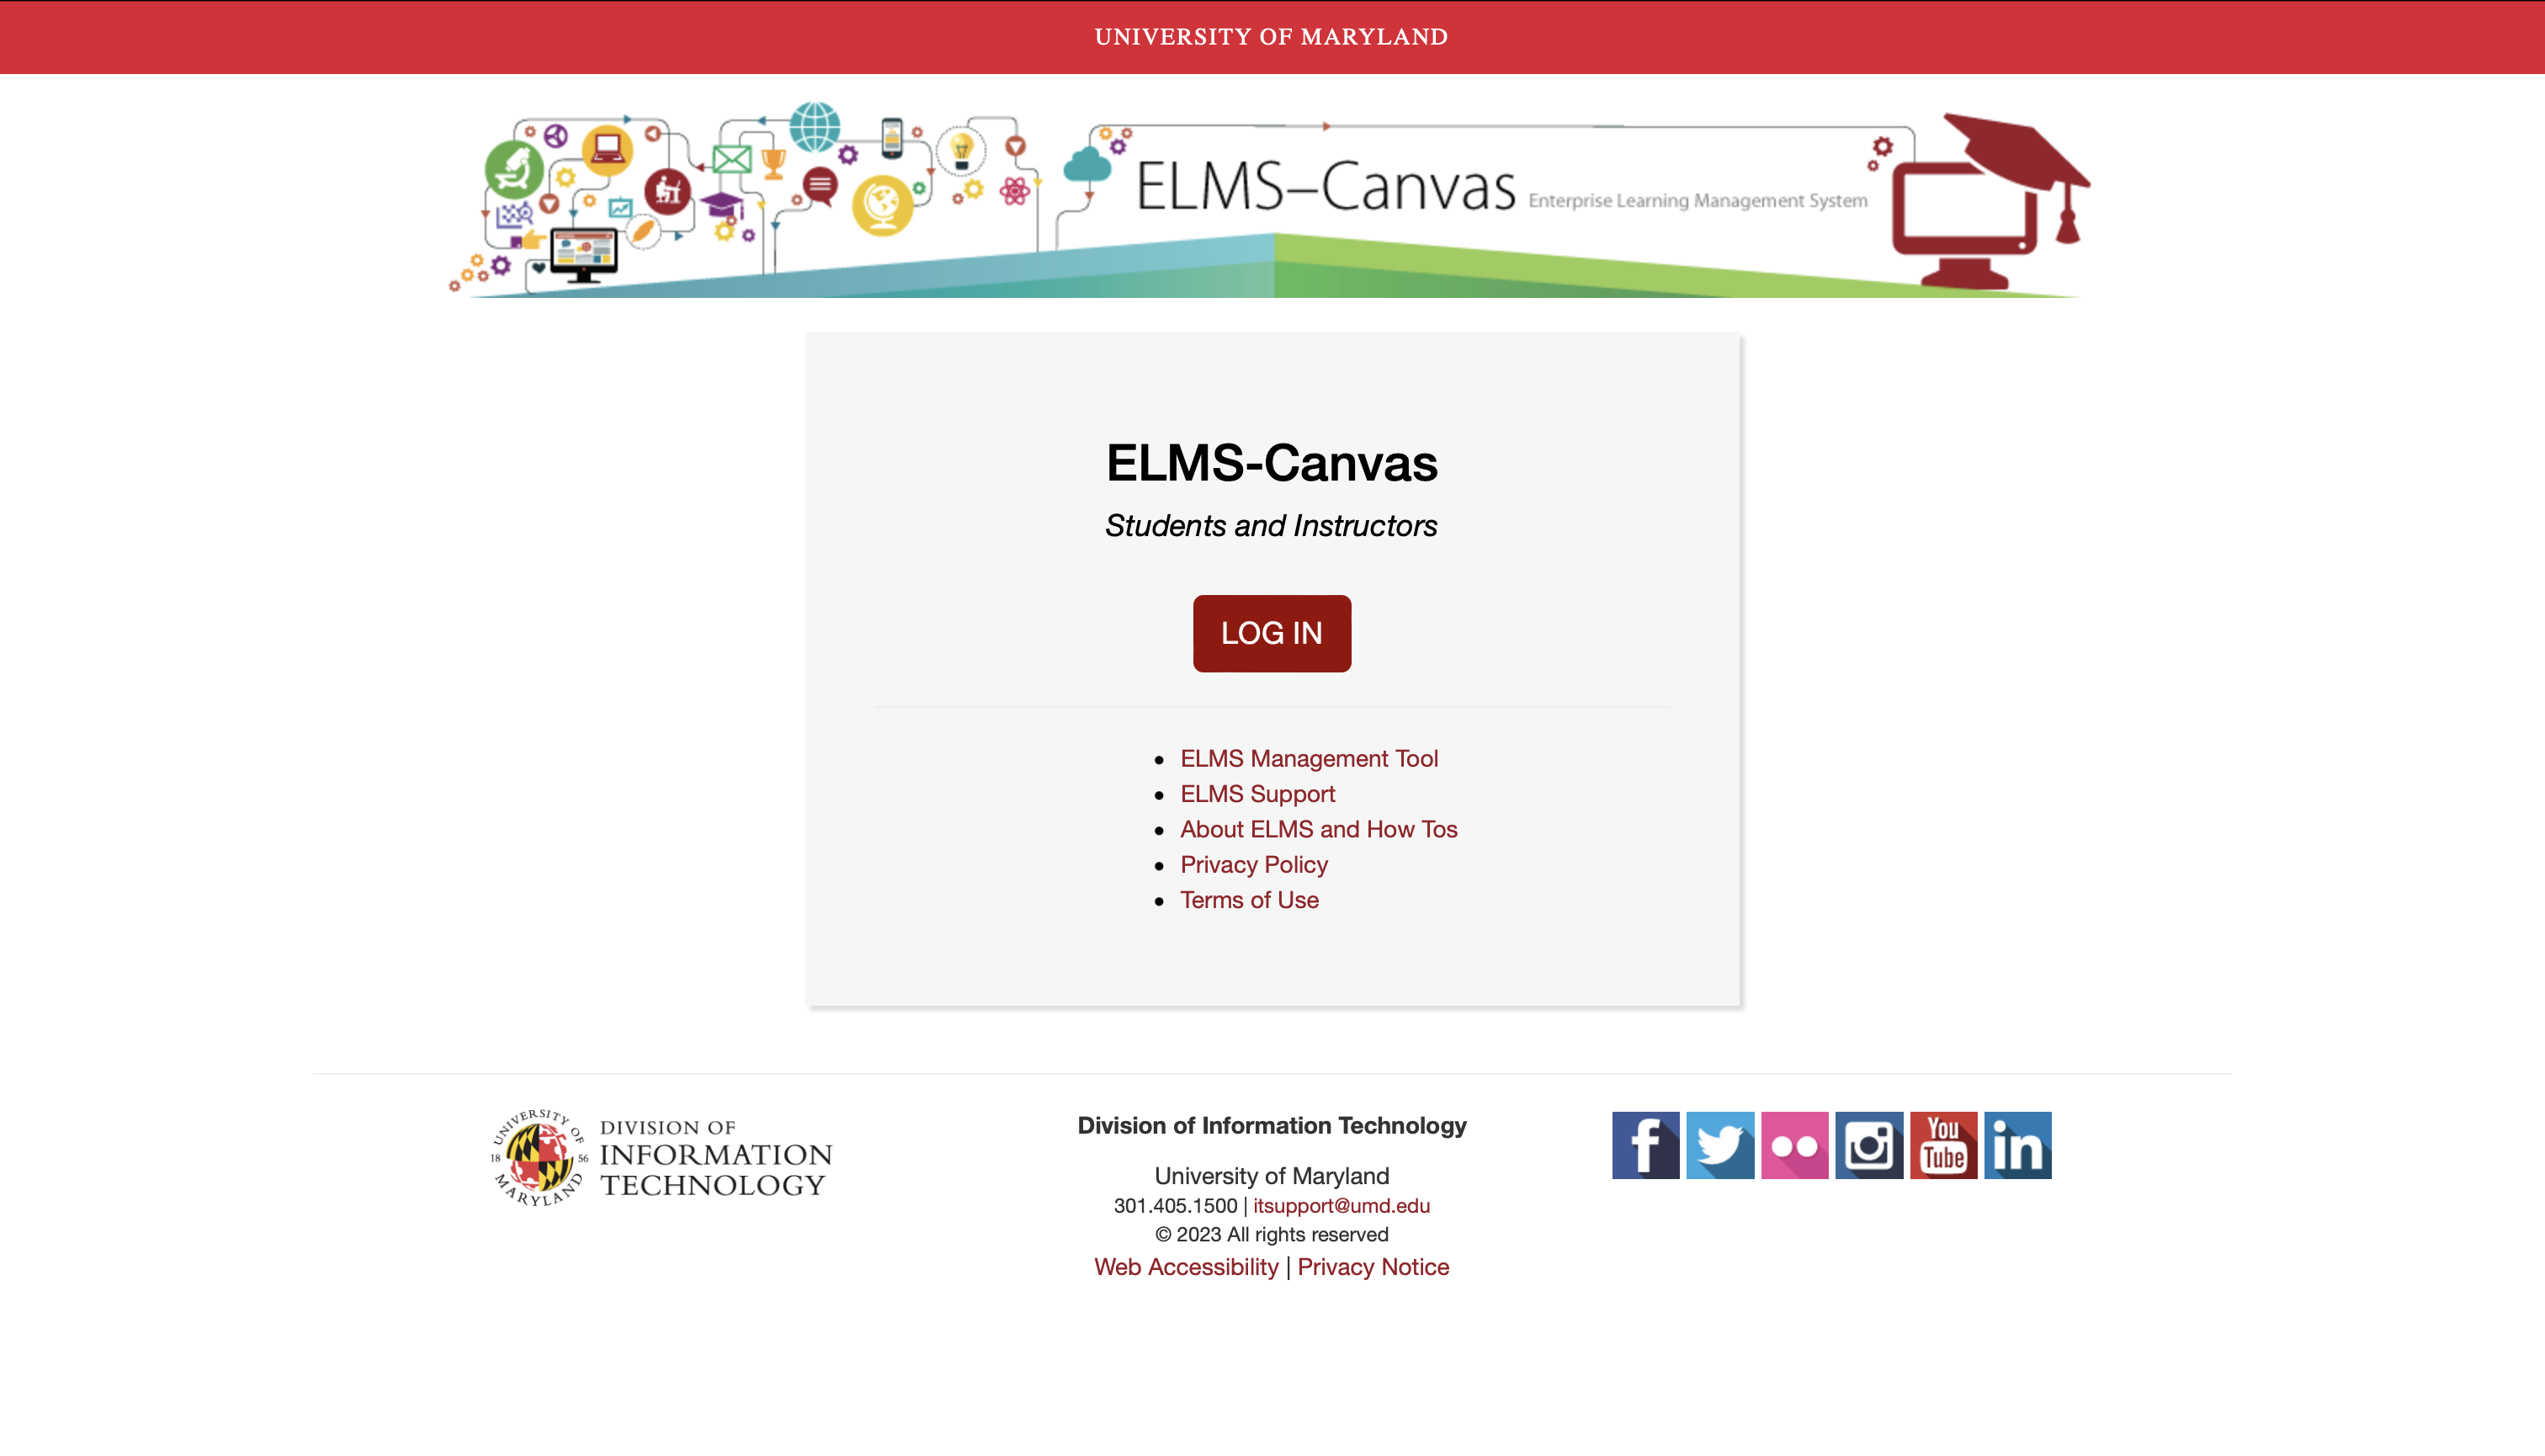 UNIVERSITY OF MARYLAND
ELMS–Canvas Enterprise Learning Management System
ELMS-Canvas
Students and Instructors
LOG IN
ELMS Management Tool
ELMS Support
About ELMS and How Tos
Privacy Policy
Terms of Use
UNIVERSITY OF
18 56
MARYLAND
DIVISION OF
INFORMATION
TECHNOLOGY
Division of Information Technology
University of Maryland
301.405.1500 | itsupport@umd.edu
© 2023 All rights reserved
Web Accessibility | Privacy Notice
f
You
Tube
in